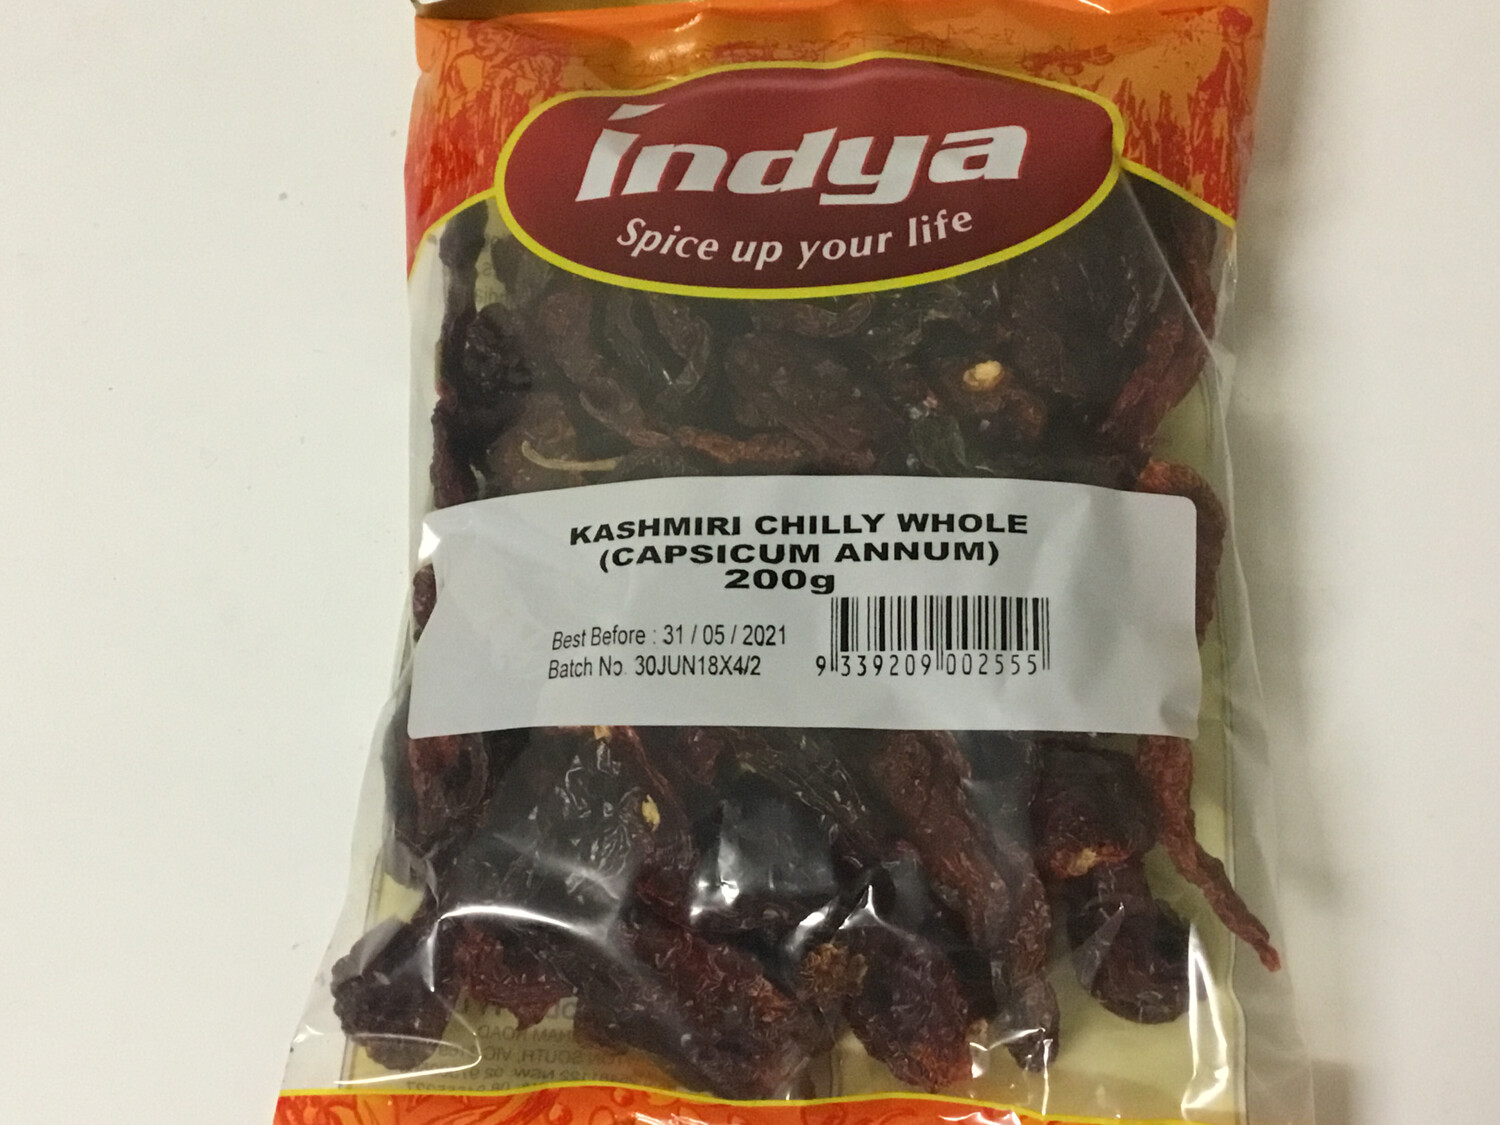 indya
Spice up your life
KASHMIRI CHILLY WHOLE
(CAPSICUM ANNUM)
200g
Best Before : 31 / 05 / 2021
Batch No. 30JUN18X4/2
9 339209 002555